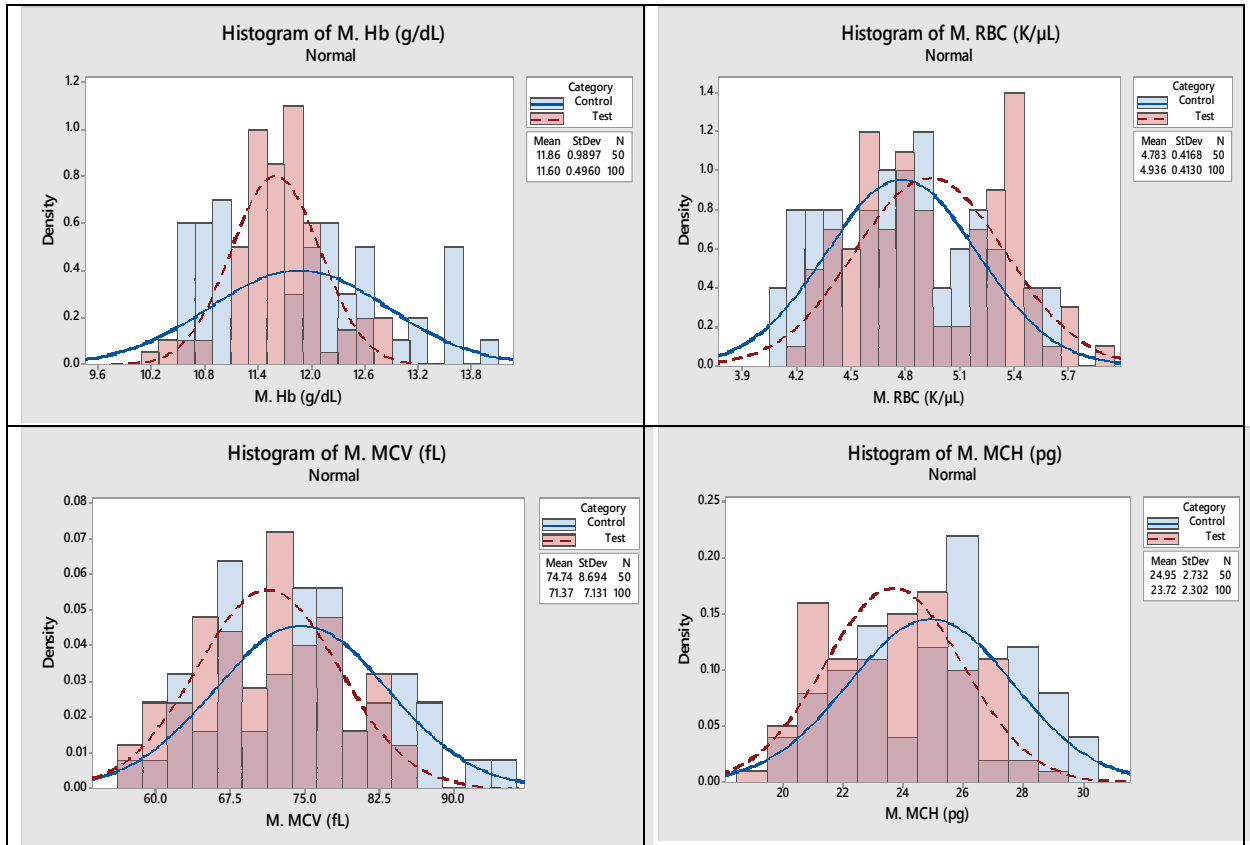 Histogram of M. Hb (g/dL)
Normal
1.2
1.0
0.8
0.6
0.4
0.2
0.0
Density
9.6 10.2 10.8 11.4 12.0 12.6 13.2 13.8
M. Hb (g/dL)
Category
Control
Test
Mean StDev N
11.86 0.9897 50
11.60 0.4960 100
Histogram of M. RBC (K/µL)
Normal
1.4
1.2
1.0
0.8
0.6
0.4
0.2
0.0
Density
3.9 4.2 4.5 4.8 5.1 5.4 5.7
M. RBC (K/µL)
Category
Control
Test
Mean StDev N
4.783 0.4168 50
4.936 0.4130 100
Histogram of M. MCV (fL)
Normal
0.08
0.07
0.06
0.05
0.04
0.03
0.02
0.01
0.00
Density
60.0 67.5 75.0 82.5 90.0
M. MCV (fL)
Category
Control
Test
Mean StDev N
74.74 8.694 50
71.37 7.131 100
Histogram of M. MCH (pg)
Normal
0.25
0.20
0.15
0.10
0.05
0.00
Density
20 22 24 26 28 30
M. MCH (pg)
Category
Control
Test
Mean StDev N
24.95 2.732 50
23.72 2.302 100